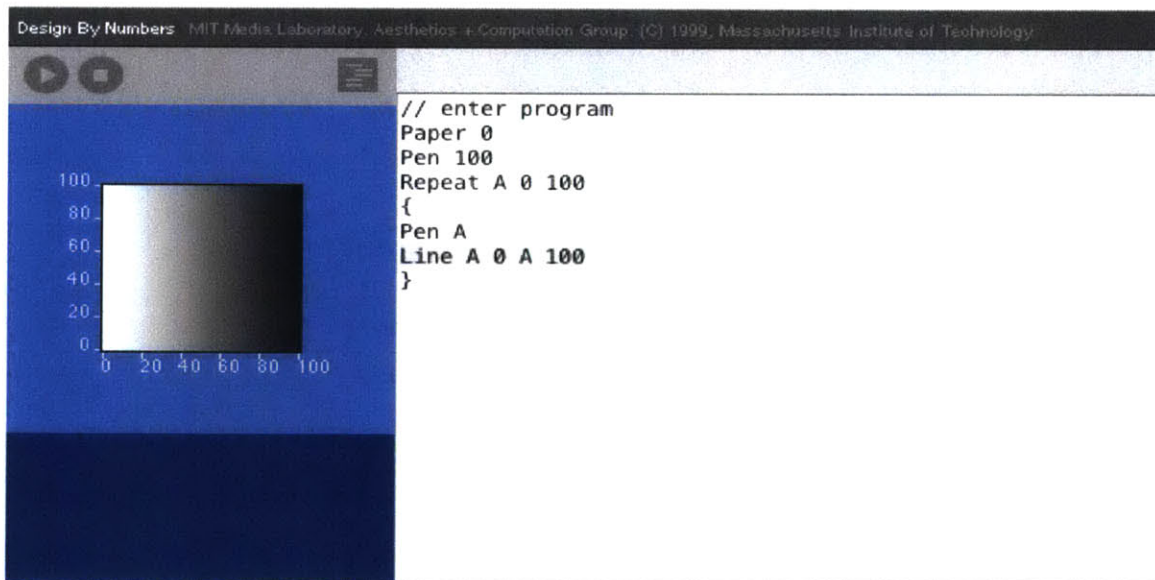 Design By Numbers MIT Media Laboratory, Aesthetics + Computation Group. (C) 1999, Massachusetts Institute of Technology
// enter program
Paper 0
Pen 100
Repeat A 0 100
{
Pen A
Line A 0 A 100
}
100
80
60
40
20
0
0 20 40 60 80 100